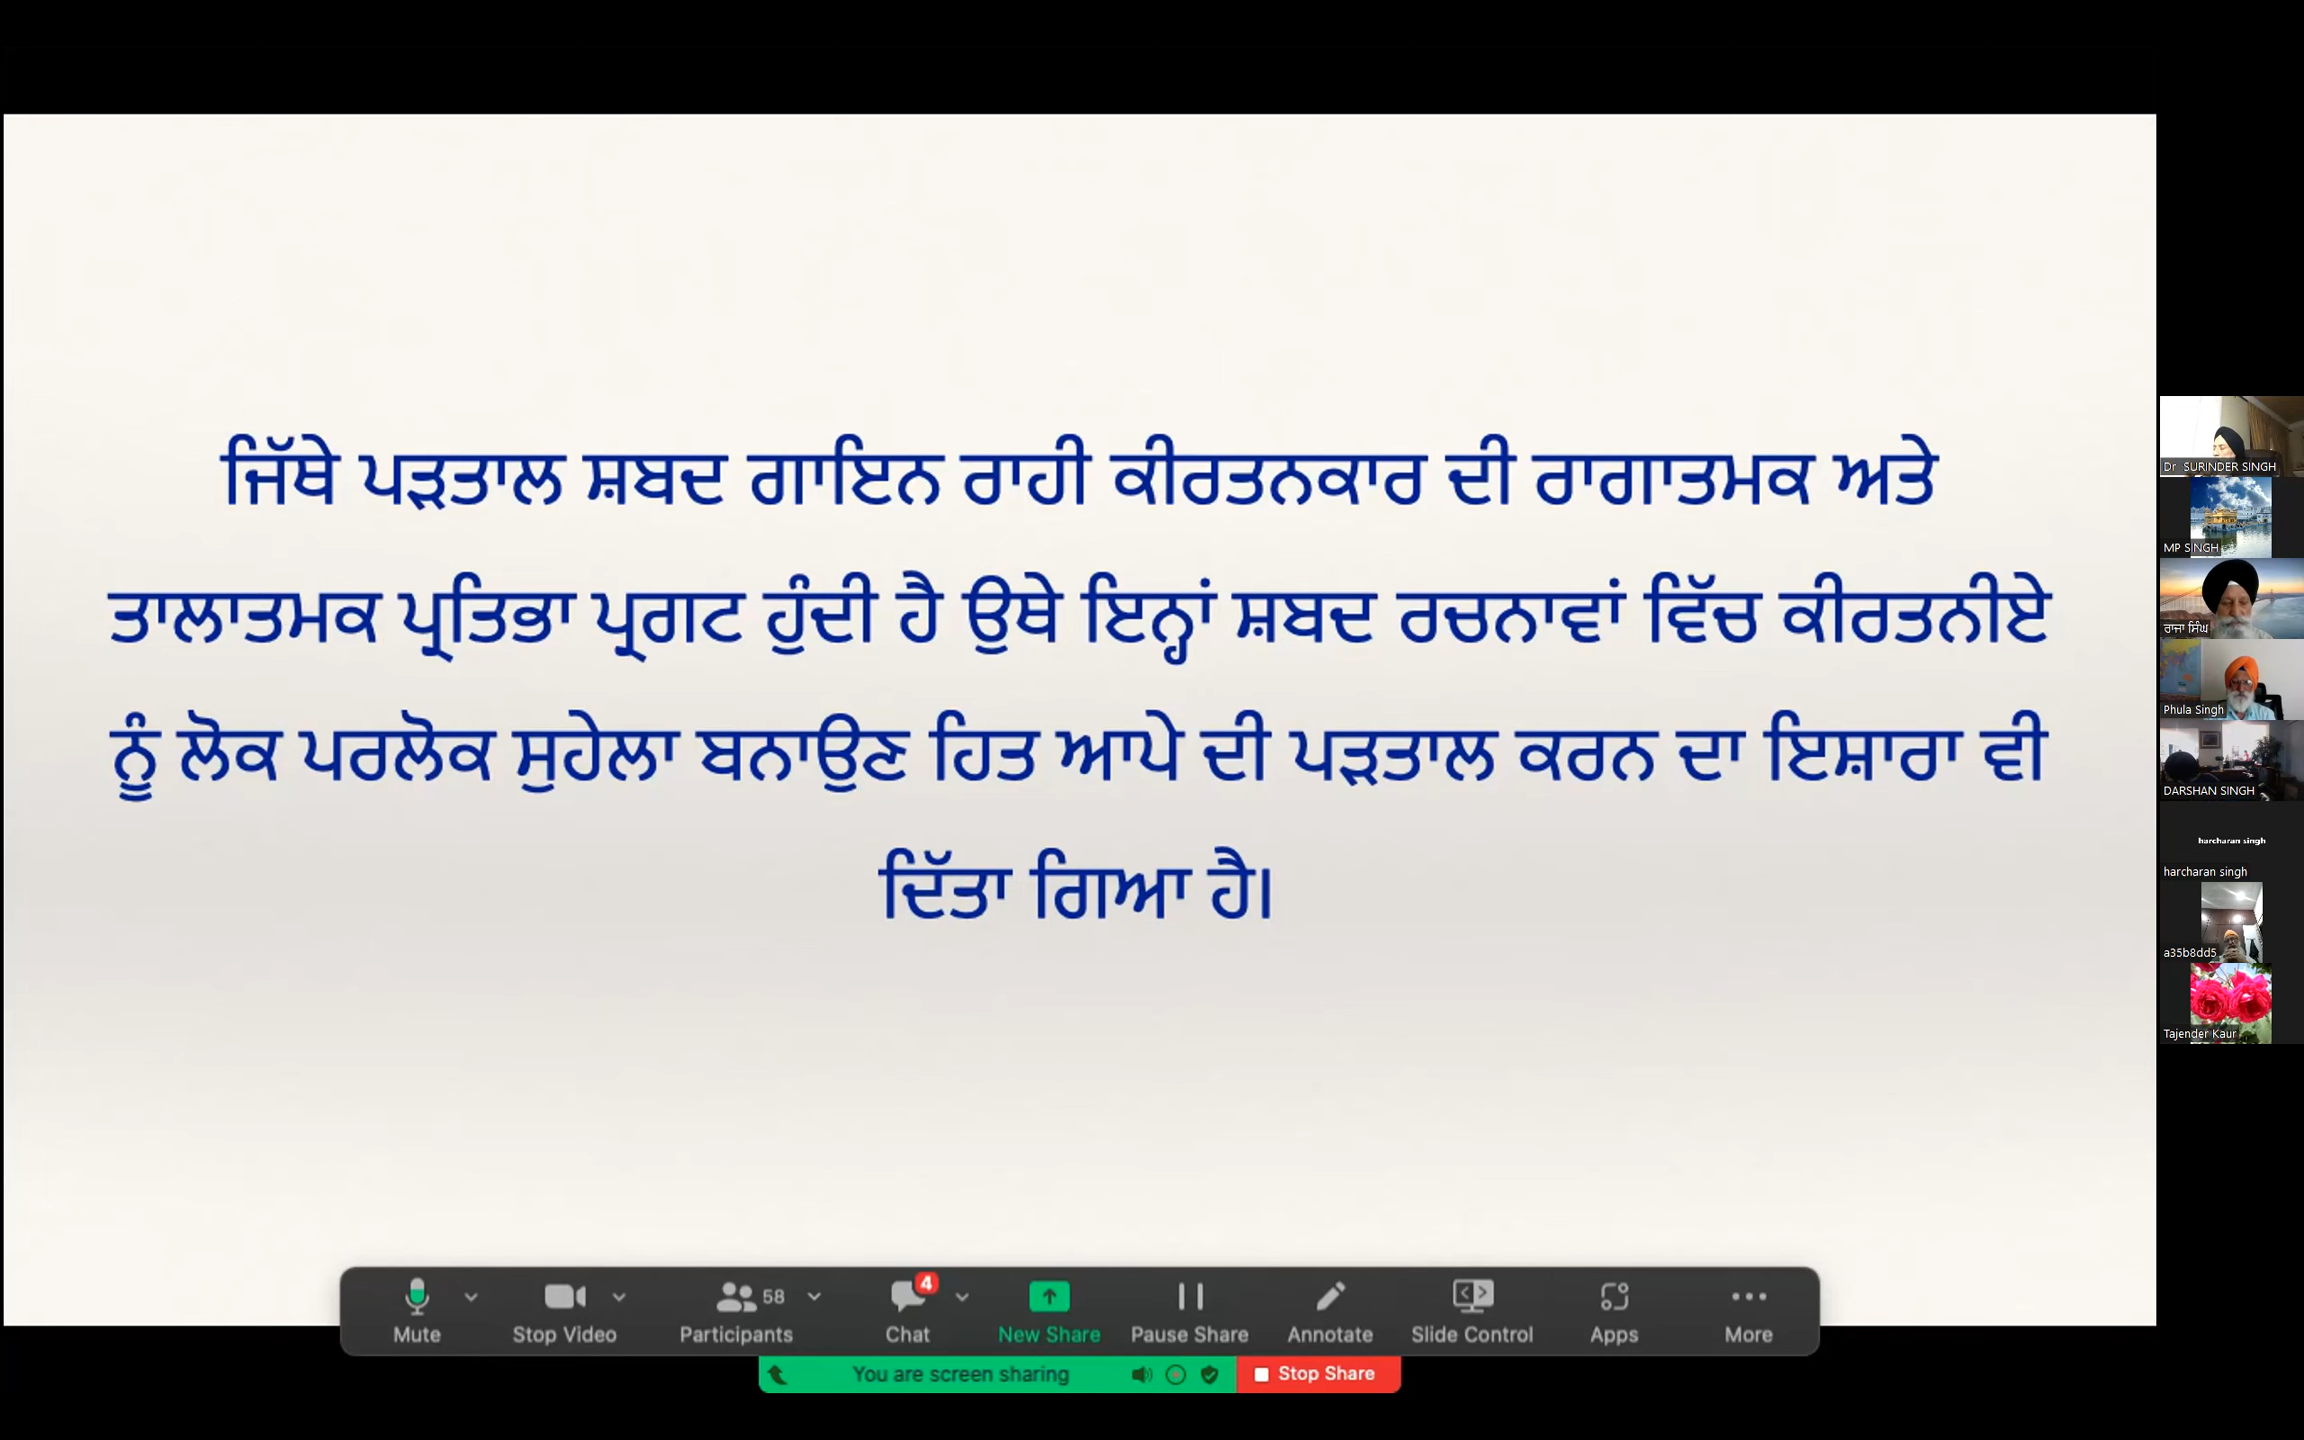 ਜਿੱਥੇ ਪੜਤਾਲ ਸ਼ਬਦ ਗਾਇਨ ਰਾਹੀ ਕੀਰਤਨਕਾਰ ਦੀ ਰਾਗਾਤਮਕ ਅਤੇ
ਤਾਲਾਤਮਕ ਪ੍ਰਤਿਭਾ ਪ੍ਰਗਟ ਹੁੰਦੀ ਹੈ ਉਥੇ ਇਨ੍ਹਾਂ ਸ਼ਬਦ ਰਚਨਾਵਾਂ ਵਿੱਚ ਕੀਰਤਨੀਏ
ਨੂੰ ਲੋਕ ਪਰਲੋਕ ਸੁਹੇਲਾ ਬਨਾਉਣ ਹਿਤ ਆਪੇ ਦੀ ਪੜਤਾਲ ਕਰਨ ਦਾ ਇਸ਼ਾਰਾ ਵੀ
ਦਿੱਤਾ ਗਿਆ ਹੈ।
Dr SURINDER SINGH
MP SINGH
ਰਾਜਾ ਸਿੰਘ
Phula Singh
DARSHAN SINGH
harcharan singh
harcharan singh
a35b8dd5
Tajender Kaur
58 4
Mute Stop Video Participants Chat New Share Pause Share Annotate Slide Control Apps More
You are screen sharing Stop Share